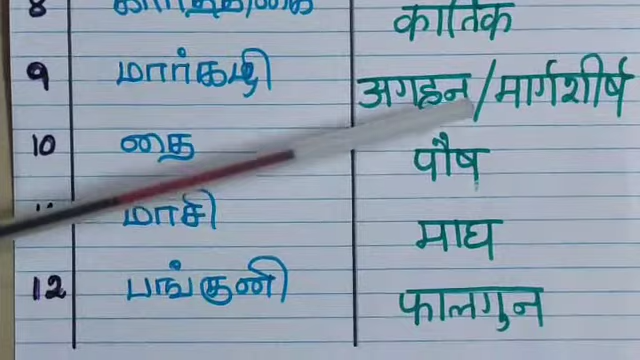 8 கார்த்திகை कार्तिक
9 மார்கழி अगहन/मार्गशीर्ष
10 தை पौष
மாசி माघ
12 பங்குனி फालगुन